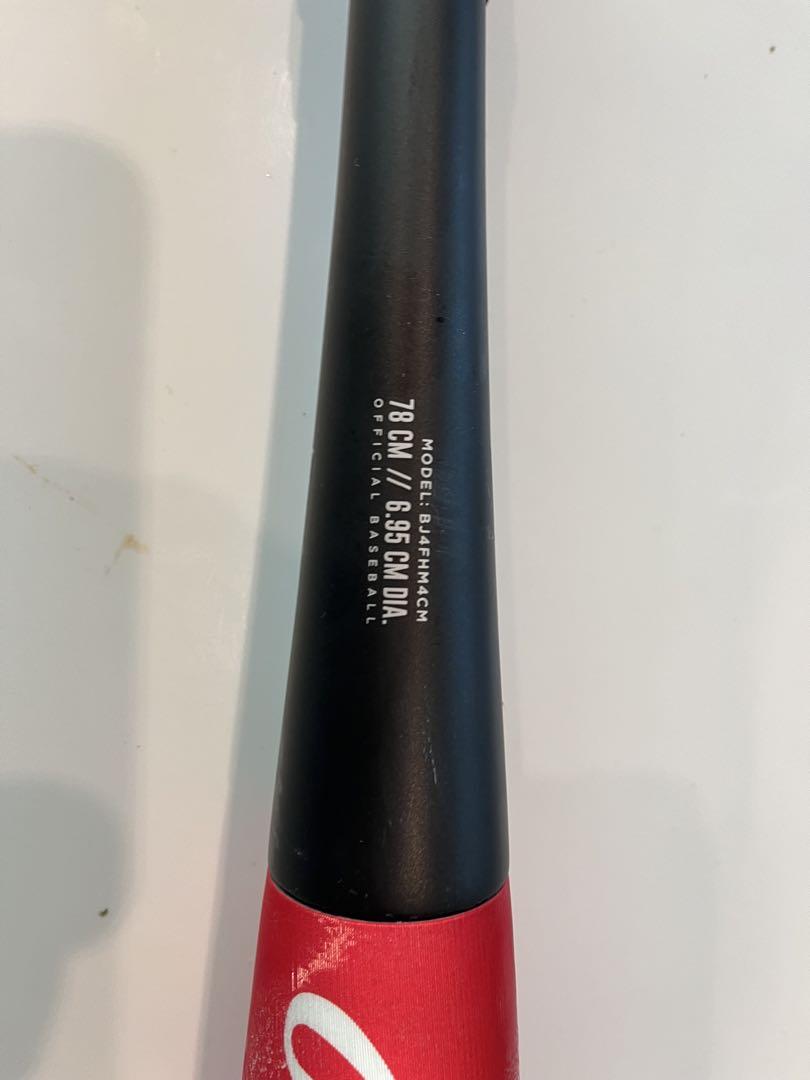 MODEL: BJ4FHM4CM
78 CM // 6.95 CM DIA.
OFFICIAL BASEBALL